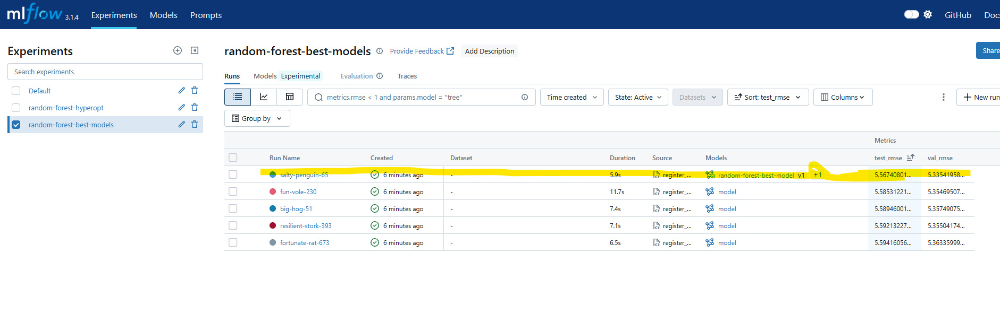 mlflow 3.1.4 Experiments Models Prompts GitHub Docs
Experiments
Search experiments
Default
random-forest-hyperopt
random-forest-best-models
random-forest-best-models Provide Feedback Add Description Share
Runs Models Experimental Evaluation Traces
metrics.rmse < 1 and params.model = "tree" Time created State: Active Datasets Sort: test_rmse Columns New run
Group by
Metrics
Run Name Created Dataset Duration Source Models test_rmse val_rmse
salty-penguin-65 6 minutes ago - 5.9s register_... random-forest-best-model v1 +1 5.56740801... 5.33541958...
fun-vole-230 6 minutes ago - 11.7s register_... model 5.58531221... 5.35469507...
big-hog-51 6 minutes ago - 7.4s register_... model 5.58946001... 5.35749075...
resilient-stork-393 6 minutes ago - 7.1s register_... model 5.59213227... 5.35504174...
fortunate-rat-673 6 minutes ago - 6.5s register_... model 5.59416056... 5.36335999...